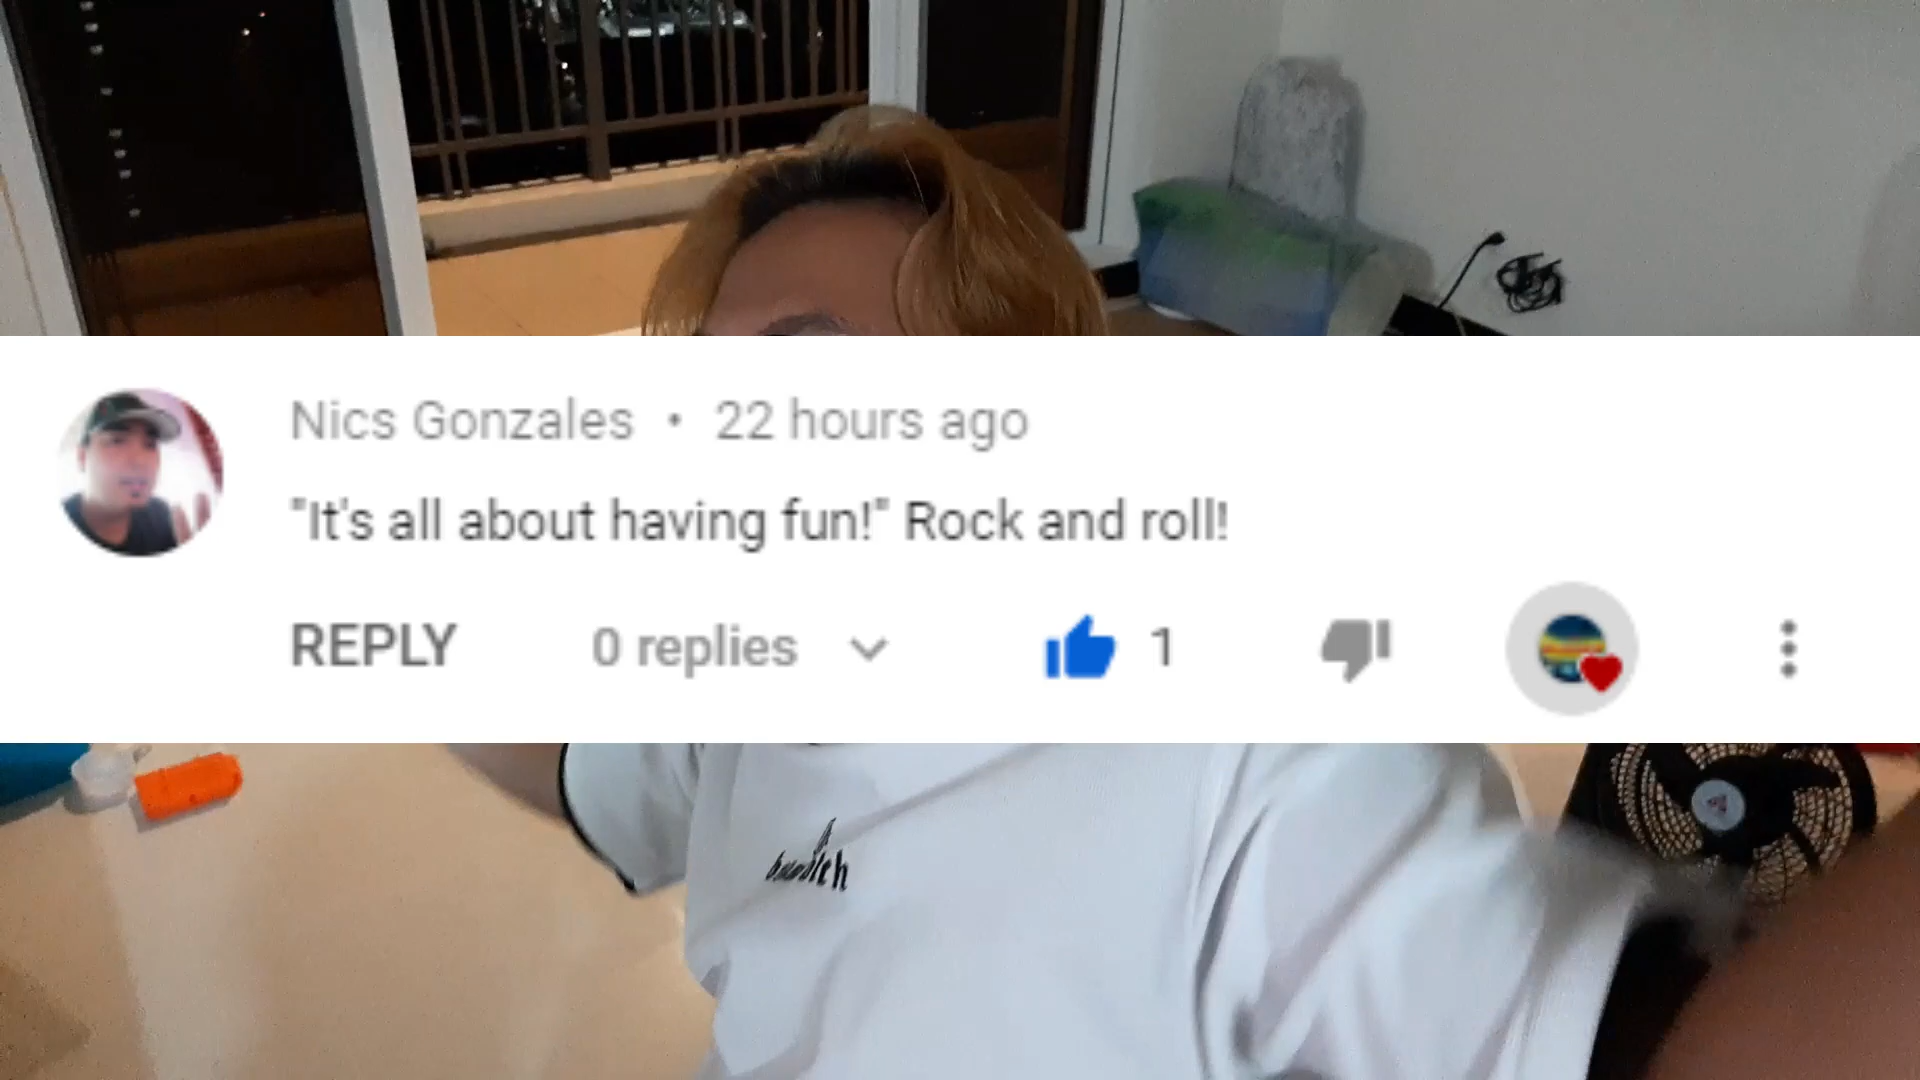 Nics Gonzales • 22 hours ago
"It's all about having fun!" Rock and roll!
REPLY 0 replies 1